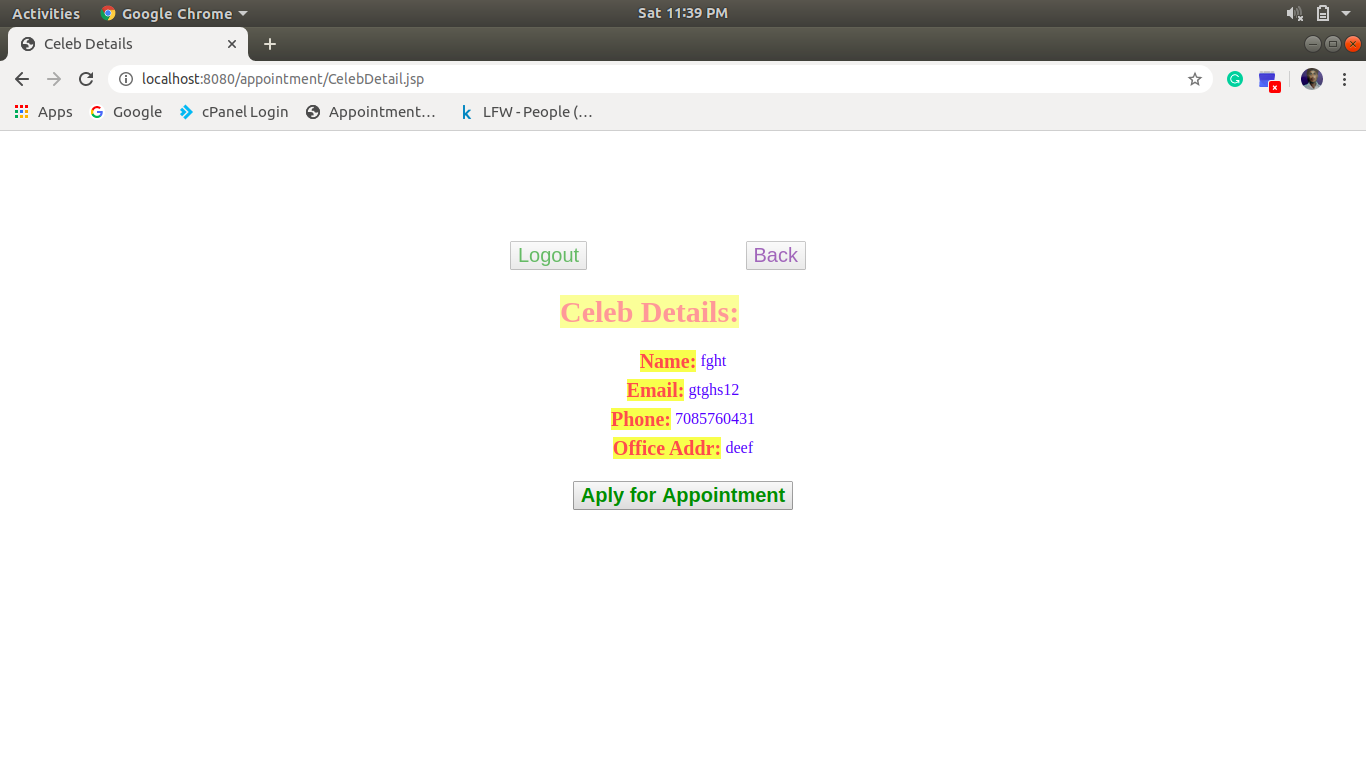 Activities Google Chrome Sat 11:39 PM
Celeb Details
localhost:8080/appointment/CelebDetail.jsp
Apps Google cPanel Login Appointment… LFW - People (…
Logout Back
Celeb Details:
Name: fght
Email: gtghs12
Phone: 7085760431
Office Addr: deef
Aply for Appointment